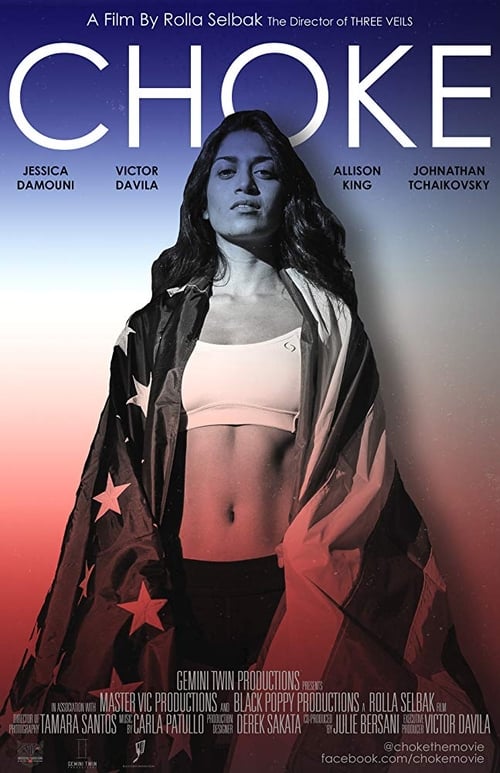 A Film By Rolla Selbak The Director of THREE VEILS
CHOKE
JESSICA DAMOUNI
VICTOR DAVILA
ALLISON KING
JOHNATHAN TCHAIKOVSKY
GEMINI TWIN PRODUCTIONS PRESENTS
IN ASSOCIATION WITH MASTER VIC PRODUCTIONS AND BLACK POPPY PRODUCTIONS A ROLLA SELBAK FILM
DIRECTOR OF PHOTOGRAPHY TAMARA SANTOS MUSIC BY CARLA PATULLO PRODUCTION DESIGNER DEREK SAKATA CO-PRODUCED BY JULIE BERSANI EXECUTIVE PRODUCER VICTOR DAVILA
GEMINI TWIN
@chokethemovie
facebook.com/chokemovie